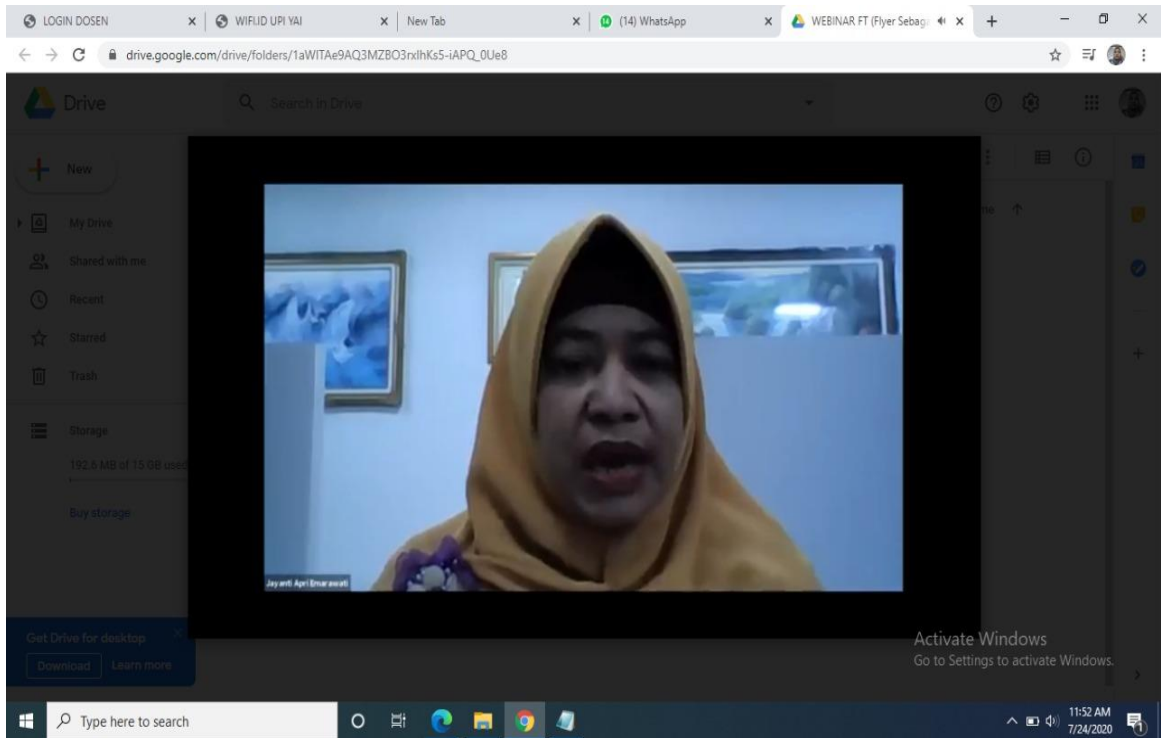 LOGIN DOSEN
WIFI.ID UPI YAI
New Tab
(14) WhatsApp
WEBINAR FT (Flyer Sebaga
drive.google.com/drive/folders/1aWlTAe9AQ3MZBO3rxlhKs5-iAPQ_0Ue8
Drive
Search in Drive
New
My Drive
Shared with me
Recent
Starred
Trash
Storage
192.6 MB of 15 GB used
Buy storage
Jayanti Apri Emarawati
Get Drive for desktop
Download Learn more
Activate Windows
Go to Settings to activate Windows.
Type here to search
11:52 AM
7/24/2020
1